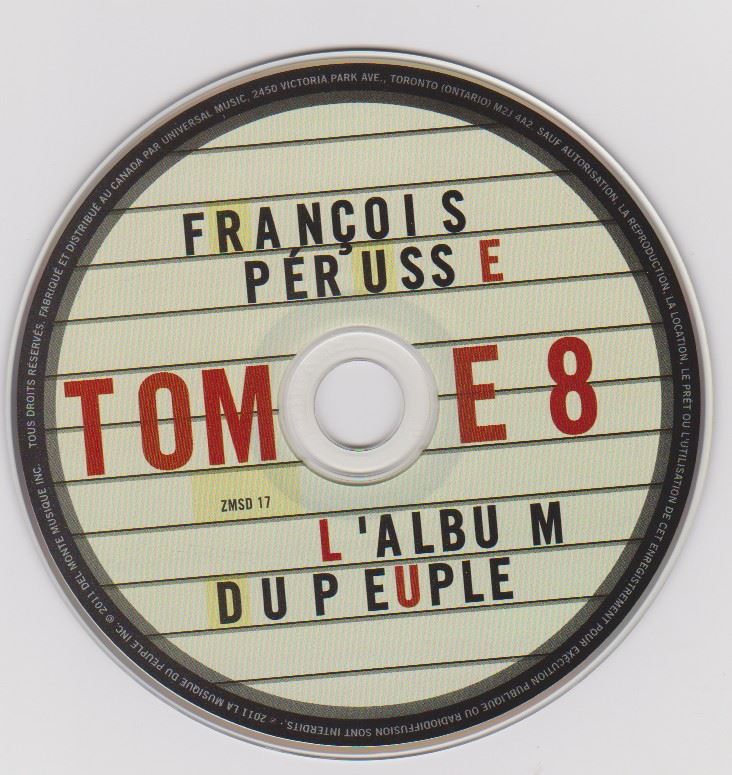 FRANÇOIS
PÉRUSSE
TOME 8
ZMSD 17
L'ALBUM
DU PEUPLE
℗ 2011 LA MUSIQUE DU PEUPLE INC. © 2011 DEL MONTE MUSIQUE INC. TOUS DROITS RÉSERVÉS. FABRIQUÉ ET DISTRIBUÉ AU CANADA PAR UNIVERSAL MUSIC, 2450 VICTORIA PARK AVE., TORONTO (ONTARIO) M2J 4A2. SAUF AUTORISATION, LA REPRODUCTION, LA LOCATION, LE PRÊT OU L'UTILISATION DE CET ENREGISTREMENT POUR EXÉCUTION PUBLIQUE OU RADIODIFFUSION SONT INTERDITS.